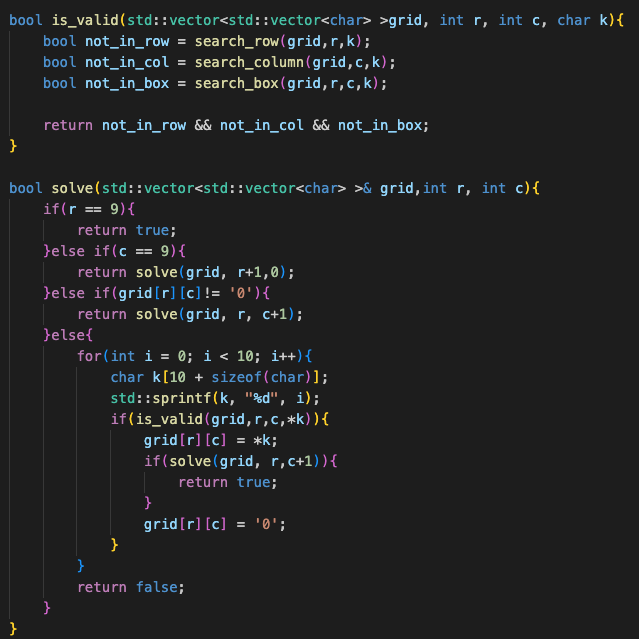 bool is_valid(std::vector<std::vector<char> >grid, int r, int c, char k){
    bool not_in_row = search_row(grid,r,k);
    bool not_in_col = search_column(grid,c,k);
    bool not_in_box = search_box(grid,r,c,k);

    return not_in_row && not_in_col && not_in_box;
}

bool solve(std::vector<std::vector<char> >& grid,int r, int c){
    if(r == 9){
        return true;
    }else if(c == 9){
        return solve(grid, r+1,0);
    }else if(grid[r][c]!= '0'){
        return solve(grid, r, c+1);
    }else{
        for(int i = 0; i < 10; i++){
            char k[10 + sizeof(char)];
            std::sprintf(k, "%d", i);
            if(is_valid(grid,r,c,*k)){
                grid[r][c] = *k;
                if(solve(grid, r,c+1)){
                    return true;
                }
                grid[r][c] = '0';
            }
        }
        return false;
    }
}